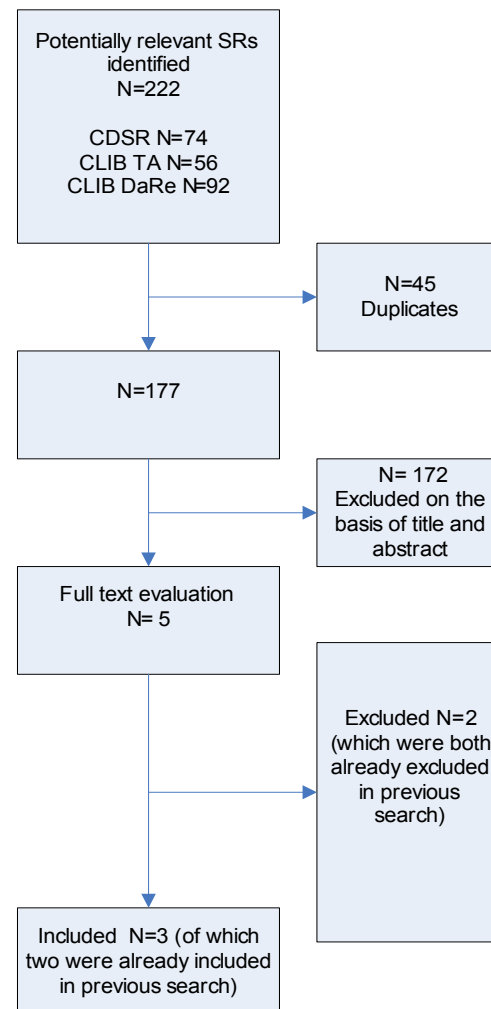 Potentially relevant SRs
identified
N=222
CDSR N=74
CLIB TA N=56
CLIB DaRe N=92
N=45
Duplicates
N=177
N= 172
Excluded on the
basis of title and
abstract
Full text evaluation
N= 5
Excluded N=2
(which were both
already excluded
in previous
search)
Included N=3 (of which
two were already included
in previous search)